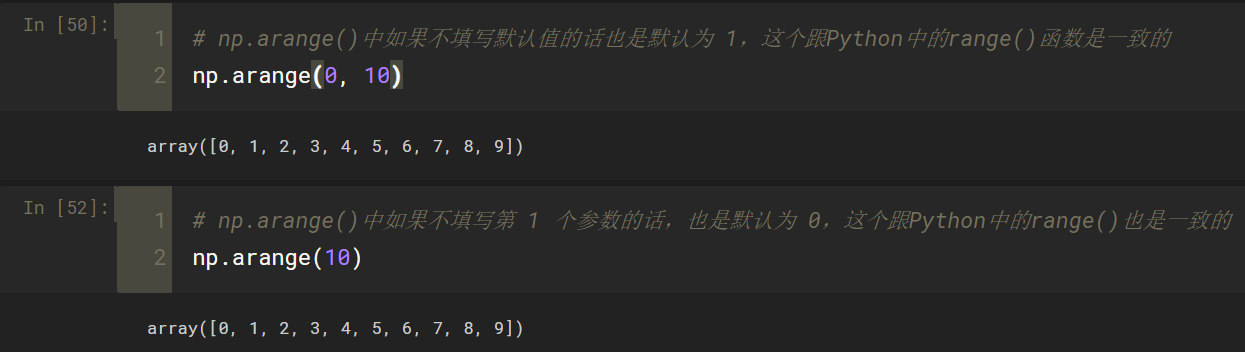 In [50]:
1 # np.arange()中如果不填写默认值的话也是默认为 1，这个跟Python中的range()函数是一致的
2 np.arange(0, 10)
array([0, 1, 2, 3, 4, 5, 6, 7, 8, 9])
In [52]:
1 # np.arange()中如果不填写第 1 个参数的话，也是默认为 0，这个跟Python中的range()也是一致的
2 np.arange(10)
array([0, 1, 2, 3, 4, 5, 6, 7, 8, 9])